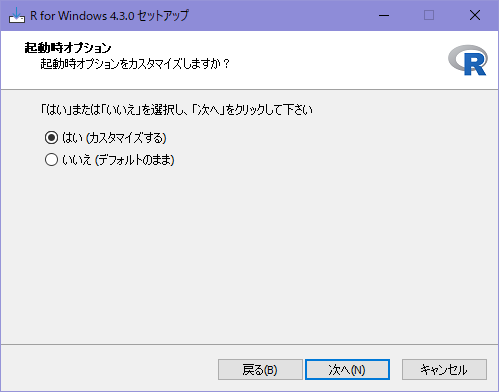 R for Windows 4.3.0 セットアップ
起動時オプション
起動時オプションをカスタマイズしますか？
R
「はい」または「いいえ」を選択し、「次へ」をクリックして下さい
はい (カスタマイズする)
いいえ (デフォルトのまま)
戻る(B) 次へ(N) キャンセル